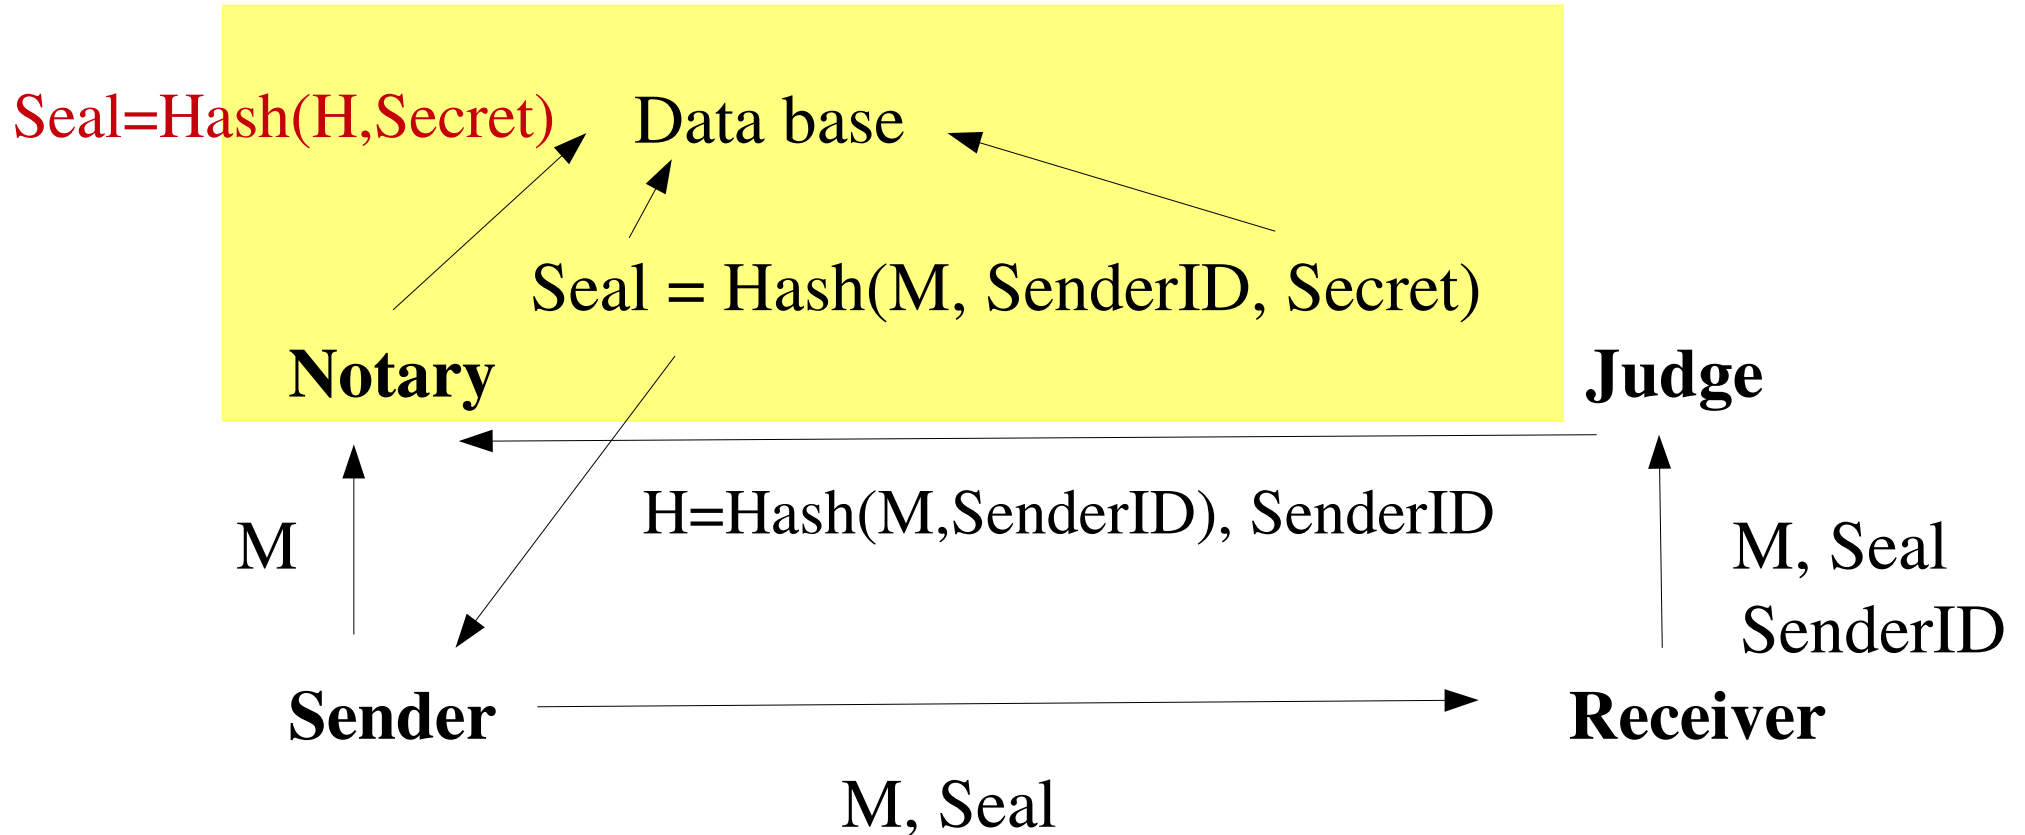 Seal=Hash(H,Secret)
Data base
Seal = Hash(M, SenderID, Secret)
Notary
Judge
H=Hash(M,SenderID), SenderID
M
M, Seal
SenderID
Sender
Receiver
M, Seal